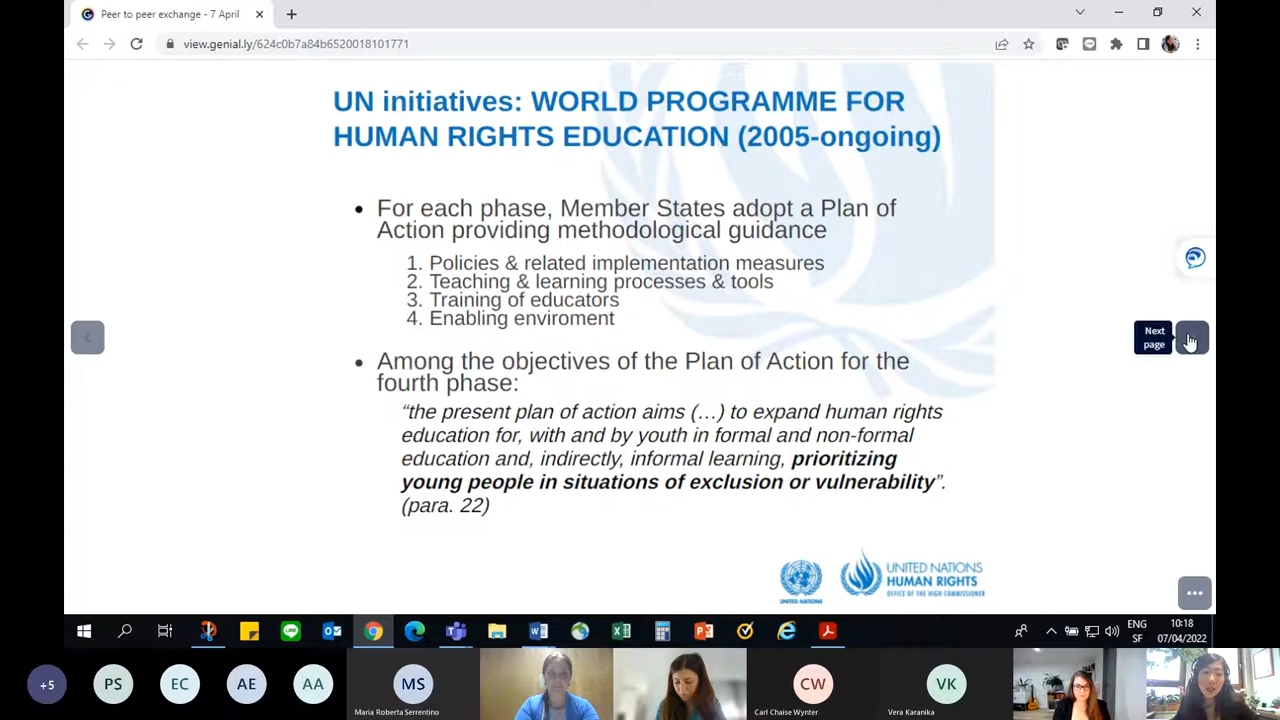 Peer to peer exchange - 7 April
view.genial.ly/624c0b7a84b6520018101771
UN initiatives: WORLD PROGRAMME FOR
HUMAN RIGHTS EDUCATION (2005-ongoing)
• For each phase, Member States adopt a Plan of
Action providing methodological guidance
1. Policies & related implementation measures
2. Teaching & learning processes & tools
3. Training of educators
4. Enabling enviroment
Next
page
• Among the objectives of the Plan of Action for the
fourth phase:
“the present plan of action aims (…) to expand human rights
education for, with and by youth in formal and non-formal
education and, indirectly, informal learning, prioritizing
young people in situations of exclusion or vulnerability”.
(para. 22)
UNITED NATIONS
UNITED NATIONS
HUMAN RIGHTS
OFFICE OF THE HIGH COMMISSIONER
ENG
SF
10:18
07/04/2022
+5
PS
EC
AE
AA
MS
CW
VK
Maria Roberta Serrentino
Carl Chaise Wynter
Vera Karanika